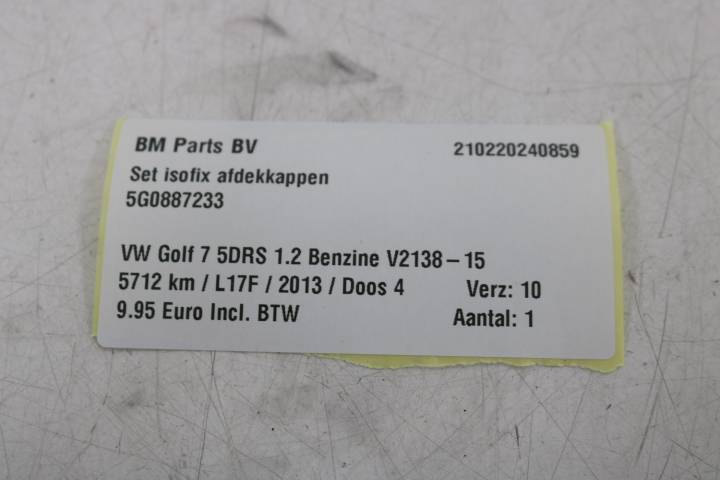 BM Parts BV 210220240859
Set isofix afdekkappen
5G0887233
VW Golf 7 5DRS 1.2 Benzine V2138-15
5712 km / L17F / 2013 / Doos 4 Verz: 10
9.95 Euro Incl. BTW Aantal: 1